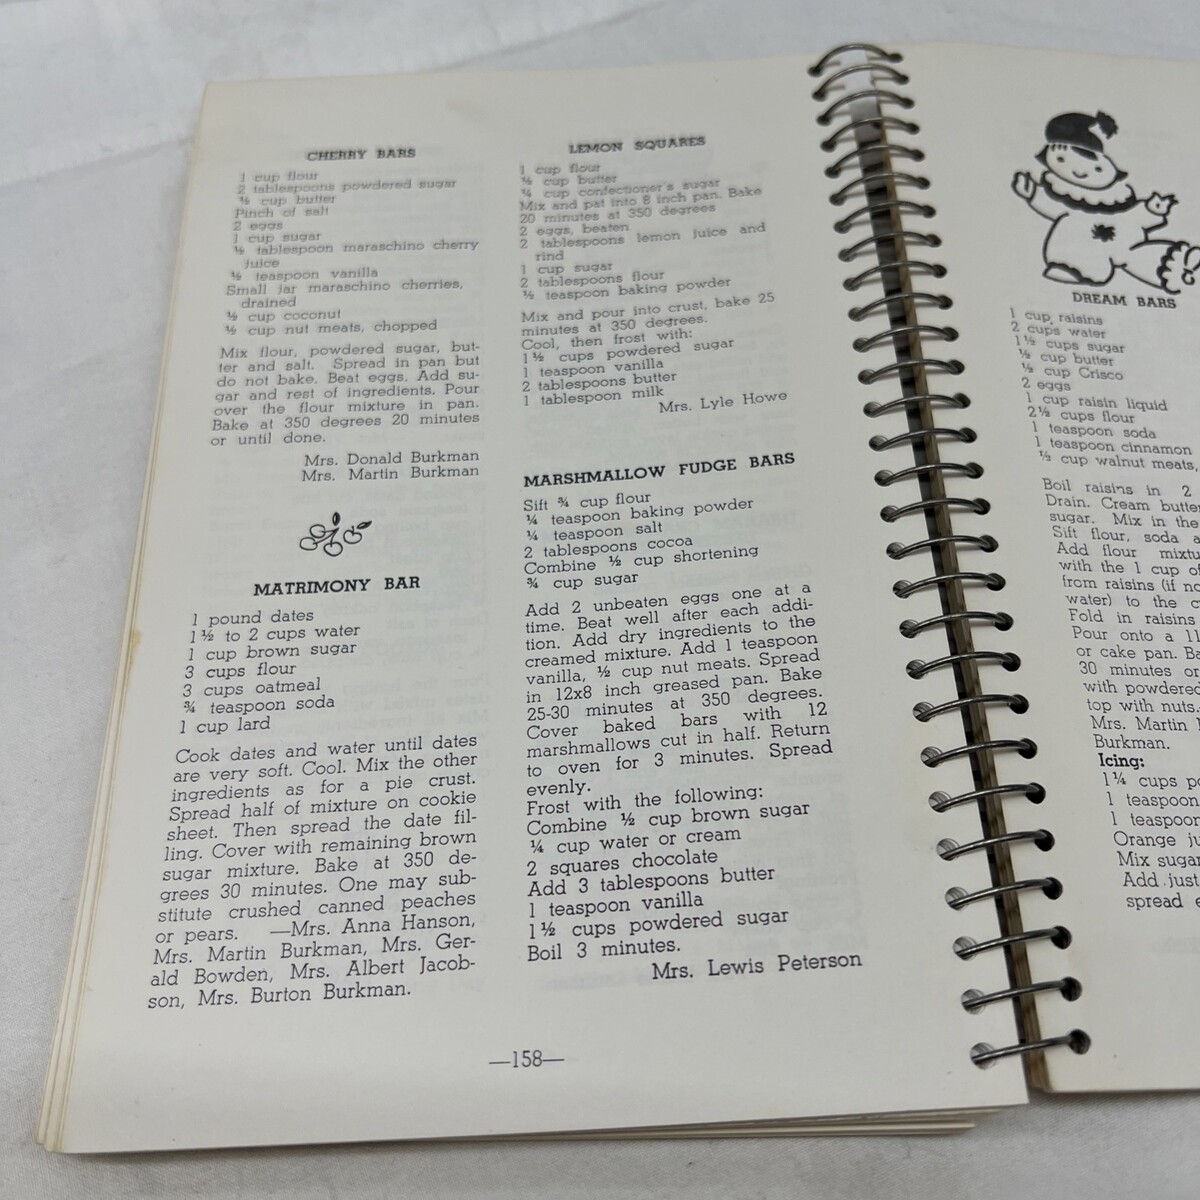 CHERRY BARS
1 cup flour
2 tablespoons powdered sugar
½ cup butter
Pinch of salt
2 eggs
1 cup sugar
½ tablespoon maraschino cherry
juice
½ teaspoon vanilla
Small jar maraschino cherries,
drained
½ cup coconut
½ cup nut meats, chopped
Mix flour, powdered sugar, but-
ter and salt. Spread in pan but
do not bake. Beat eggs. Add su-
gar and rest of ingredients. Pour
over the flour mixture in pan.
Bake at 350 degrees 20 minutes
or until done.
Mrs. Donald Burkman
Mrs. Martin Burkman
MATRIMONY BAR
1 pound dates
1½ to 2 cups water
1 cup brown sugar
3 cups flour
3 cups oatmeal
¾ teaspoon soda
1 cup lard
Cook dates and water until dates
are very soft. Cool. Mix the other
ingredients as for a pie crust.
Spread half of mixture on cookie
sheet. Then spread the date fil-
ling. Cover with remaining brown
sugar mixture. Bake at 350 de-
grees 30 minutes. One may sub-
stitute crushed canned peaches
or pears. —Mrs. Anna Hanson,
Mrs. Martin Burkman, Mrs. Ger-
ald Bowden, Mrs. Albert Jacob-
son, Mrs. Burton Burkman.
LEMON SQUARES
1 cup flour
½ cup butter
¼ cup confectioner's sugar
Mix and pat into 8 inch pan. Bake
20 minutes at 350 degrees
2 eggs, beaten
2 tablespoons lemon juice and
rind
1 cup sugar
2 tablespoons flour
½ teaspoon baking powder
Mix and pour into crust, bake 25
minutes at 350 degrees.
Cool, then frost with:
1½ cups powdered sugar
1 teaspoon vanilla
2 tablespoons butter
1 tablespoon milk
Mrs. Lyle Howe
MARSHMALLOW FUDGE BARS
Sift ¾ cup flour
¼ teaspoon baking powder
¼ teaspoon salt
2 tablespoons cocoa
Combine ½ cup shortening
¾ cup sugar
Add 2 unbeaten eggs one at a
time. Beat well after each addi-
tion. Add dry ingredients to the
creamed mixture. Add 1 teaspoon
vanilla, ½ cup nut meats. Spread
in 12x8 inch greased pan. Bake
25-30 minutes at 350 degrees.
Cover baked bars with 12
marshmallows cut in half. Return
to oven for 3 minutes. Spread
evenly.
Frost with the following:
Combine ½ cup brown sugar
¼ cup water or cream
2 squares chocolate
Add 3 tablespoons butter
1 teaspoon vanilla
1½ cups powdered sugar
Boil 3 minutes.
Mrs. Lewis Peterson
—158—
DREAM BARS
1 cup raisins
2 cups water
1½ cups sugar
½ cup butter
½ cup Crisco
2 eggs
1 cup raisin liquid
2½ cups flour
1 teaspoon soda
1 teaspoon cinnamon
½ cup walnut meats,
Boil raisins in 2
Drain. Cream butter
sugar. Mix in the
Sift flour, soda
Add flour
with the 1 cup of
from raisins (if
water) to the
Fold in raisins
Pour onto a
or cake pan.
30 minutes or
with powdered
top with nuts.
Mrs. Martin
Burkman.
Icing:
1¼ cups
1 teaspoon
1 teaspoon
Orange
Mix sugar
Add just
spread